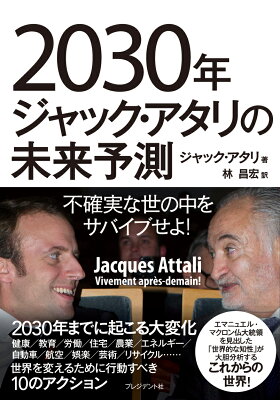 2030年
ジャック・アタリの
未来予測
ジャック・アタリ 著
林 昌宏 訳
不確実な世の中を
サバイブせよ!
Jacques Attali
Vivement après-demain!
2030年までに起こる大変化
健康/教育/労働/住宅/農業/エネルギー/
自動車/航空/娯楽/芸術/リサイクル……
世界を変えるために行動すべき
10のアクション
エマニュエル・
マクロン仏大統領
を見出した
「世界的な知性」が
大胆分析する
これからの
世界!
プレジデント社